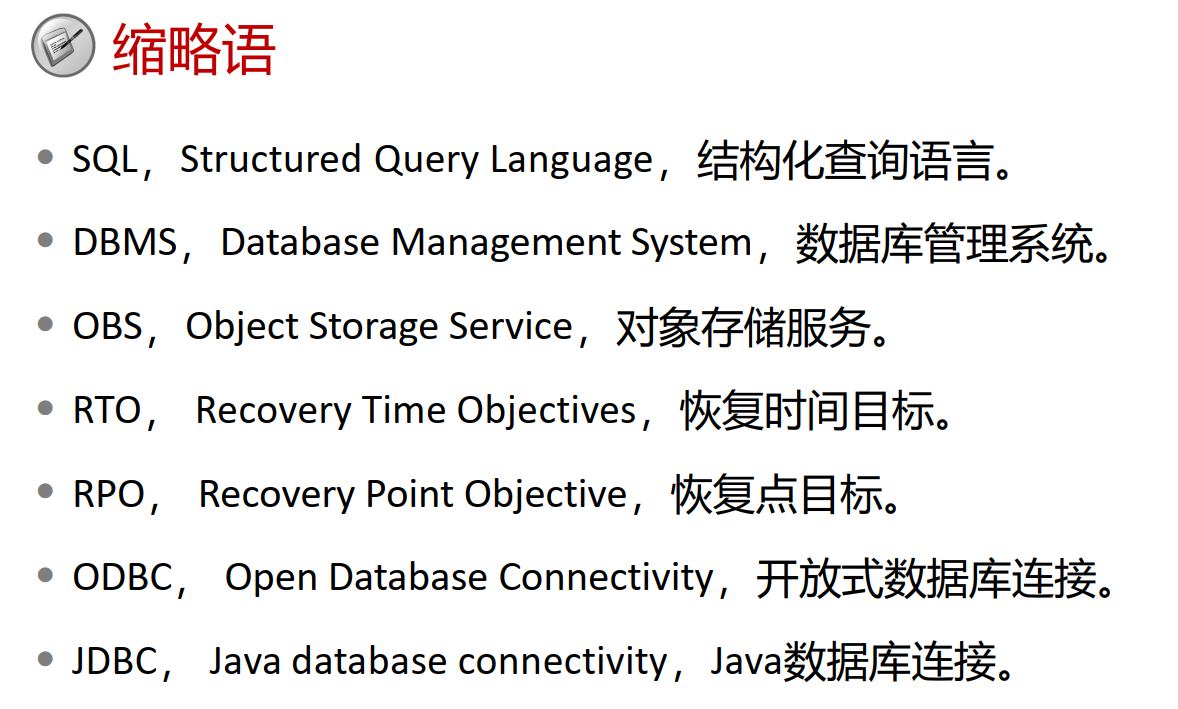 缩略语
• SQL，Structured Query Language，结构化查询语言。
• DBMS，Database Management System，数据库管理系统。
• OBS，Object Storage Service，对象存储服务。
• RTO， Recovery Time Objectives，恢复时间目标。
• RPO， Recovery Point Objective，恢复点目标。
• ODBC， Open Database Connectivity，开放式数据库连接。
• JDBC， Java database connectivity，Java数据库连接。